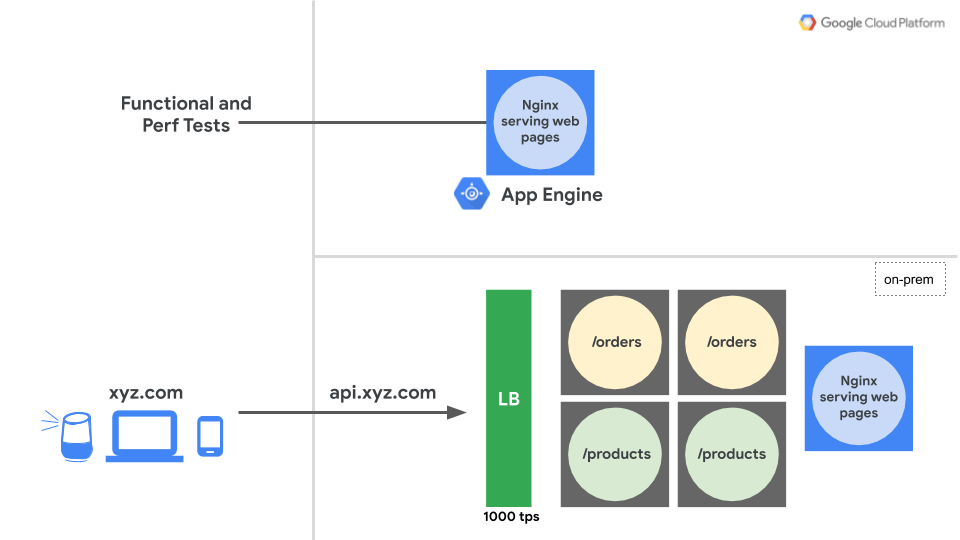 Google Cloud Platform
Functional and
Perf Tests
Nginx
serving web
pages
App Engine
on-prem
xyz.com
api.xyz.com
LB
1000 tps
/orders
/orders
/products
/products
Nginx
serving web
pages